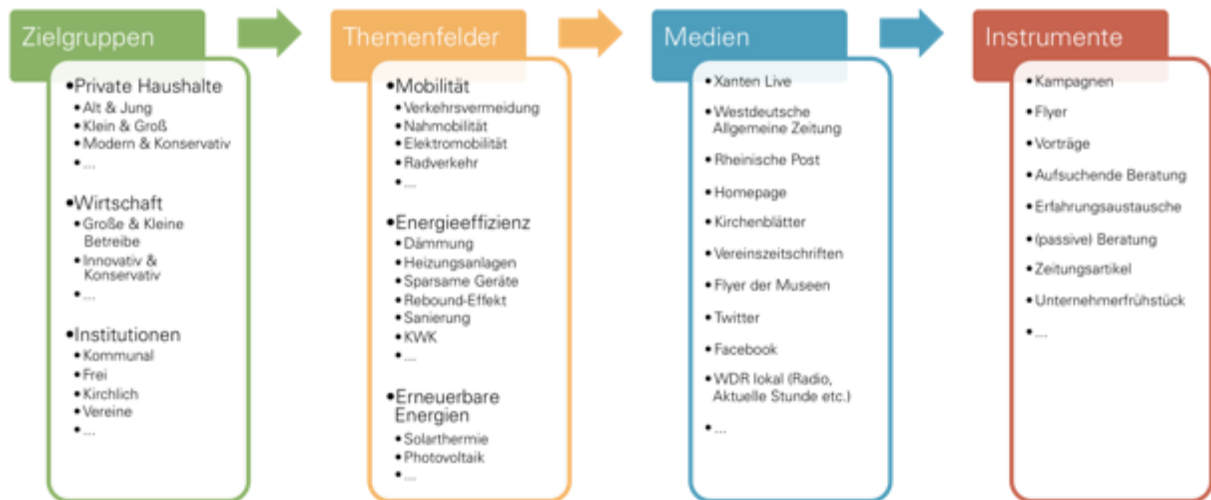 Zielgruppen
•Private Haushalte
•Alt & Jung
•Klein & Groß
•Modern & Konservativ
•...
•Wirtschaft
•Große & Kleine
Betreibe
•Innovativ &
Konservativ
•...
•Institutionen
•Kommunal
•Frei
•Kirchlich
•Vereine
•...
Themenfelder
•Mobilität
•Verkehrsvermeidung
•Nahmobilität
•Elektromobilität
•Radverkehr
•...
•Energieeffizienz
•Dämmung
•Heizungsanlagen
•Sparsame Geräte
•Rebound-Effekt
•Sanierung
•KWK
•...
•Erneuerbare
Energien
•Solarthermie
•Photovoltaik
•...
Medien
•Xanten Live
•Westdeutsche
Allgemeine Zeitung
•Rheinische Post
•Homepage
•Kirchenblätter
•Vereinszeitschriften
•Flyer der Museen
•Twitter
•Facebook
•WDR lokal (Radio,
Aktuelle Stunde etc.)
•...
Instrumente
•Kampagnen
•Flyer
•Vorträge
•Aufsuchende Beratung
•Erfahrungsaustausche
•(passive) Beratung
•Zeitungsartikel
•Unternehmerfrühstück
•...